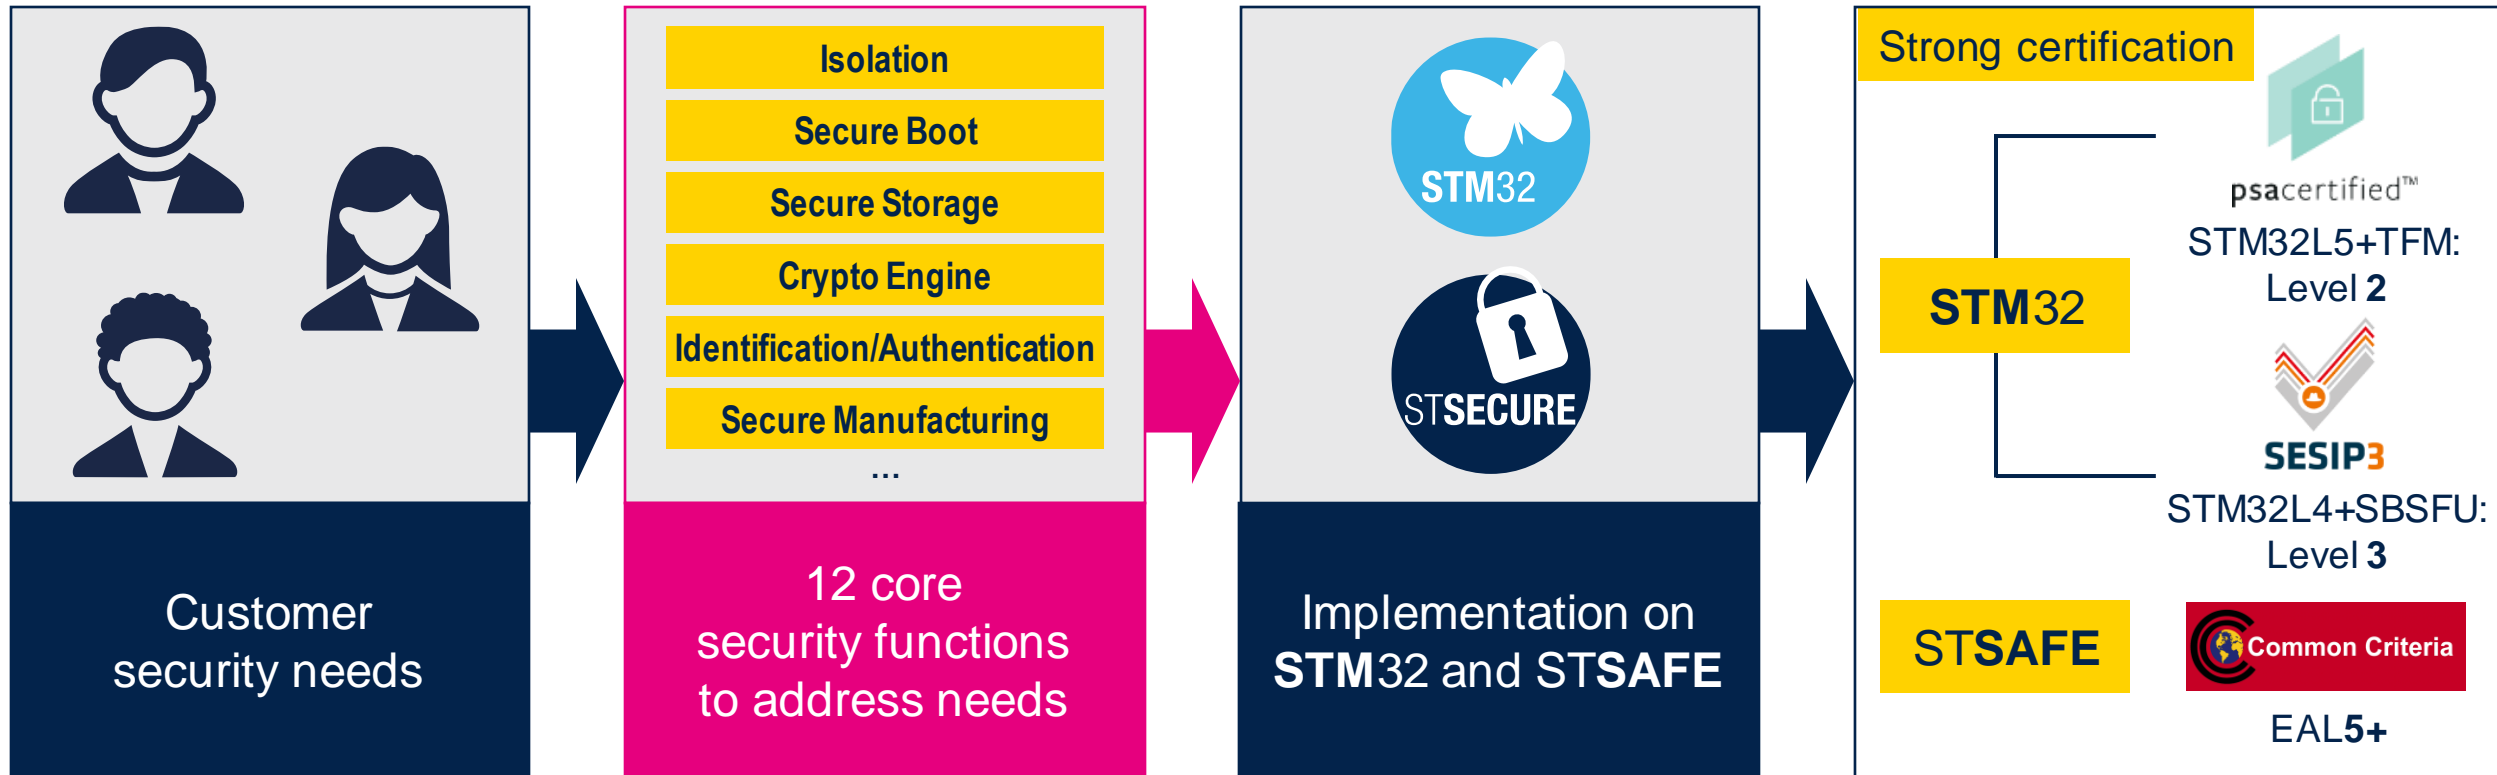 Customer
security needs
Isolation
Secure Boot
Secure Storage
Crypto Engine
Identification/Authentication
Secure Manufacturing
...
12 core
security functions
to address needs
STM32
STSECURE
Implementation on
STM32 and STSAFE
Strong certification
STM32
psacertified™
STM32L5+TFM:
Level 2
SESIP3
STM32L4+SBSFU:
Level 3
STSAFE
Common Criteria
EAL5+